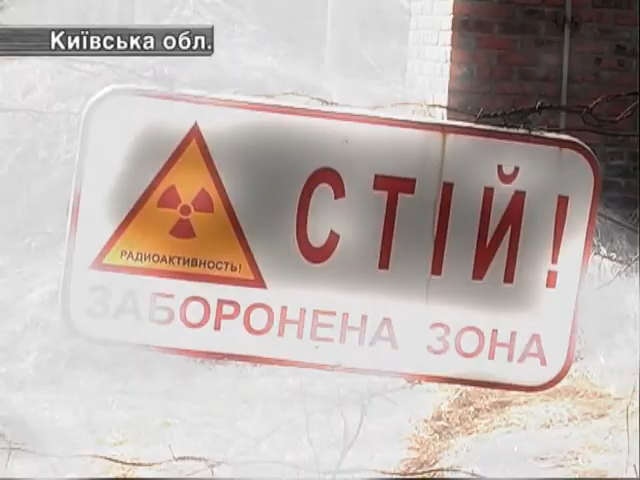 Київська обл.
СТІЙ!
РАДИОАКТИВНОСТЬ!
ЗАБОРОНЕНА ЗОНА